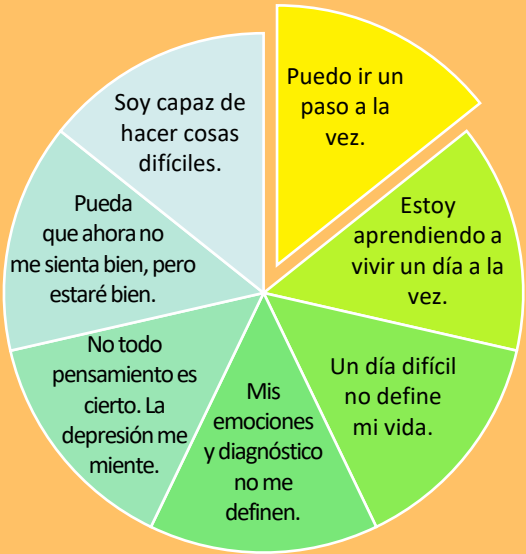 Puedo ir un
paso a la
vez.
Estoy
aprendiendo a
vivir un día a la
vez.
Un día difícil
no define
mi vida.
Mis
emociones
y diagnóstico
no me
definen.
No todo
pensamiento es
cierto. La
depresión me
miente.
Pueda
que ahora no
me sienta bien, pero
estaré bien.
Soy capaz de
hacer cosas
difíciles.